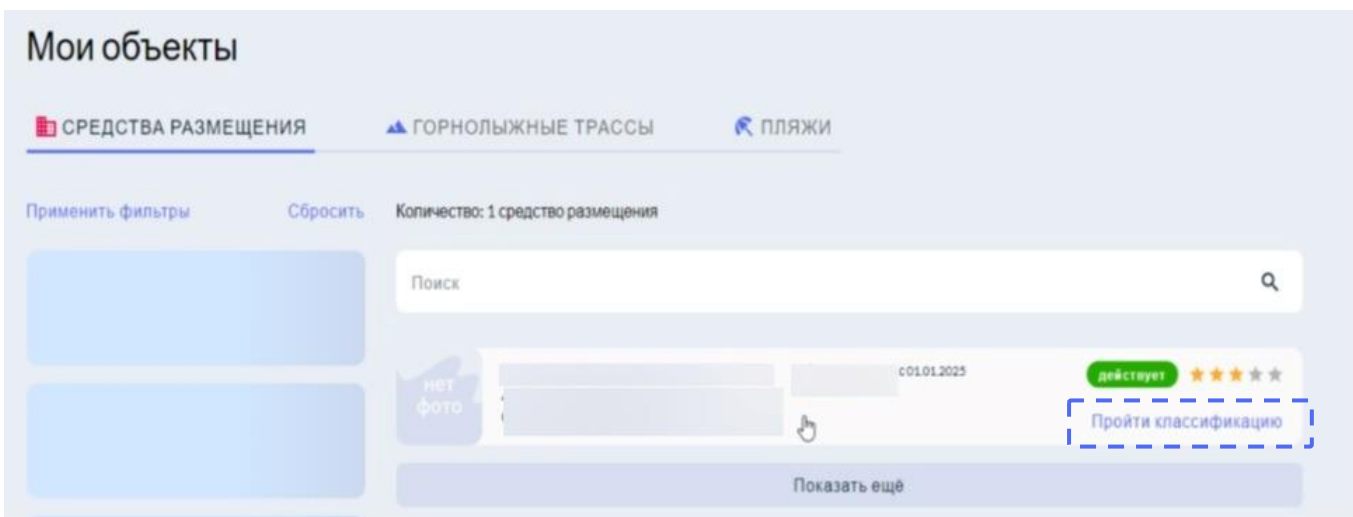 Мои объекты
СРЕДСТВА РАЗМЕЩЕНИЯ ГОРНОЛЫЖНЫЕ ТРАССЫ ПЛЯЖИ
Применить фильтры Сбросить Количество: 1 средство размещения
Поиск
нет
фото
с 01.01.2025 действует
Пройти классификацию
Показать ещё